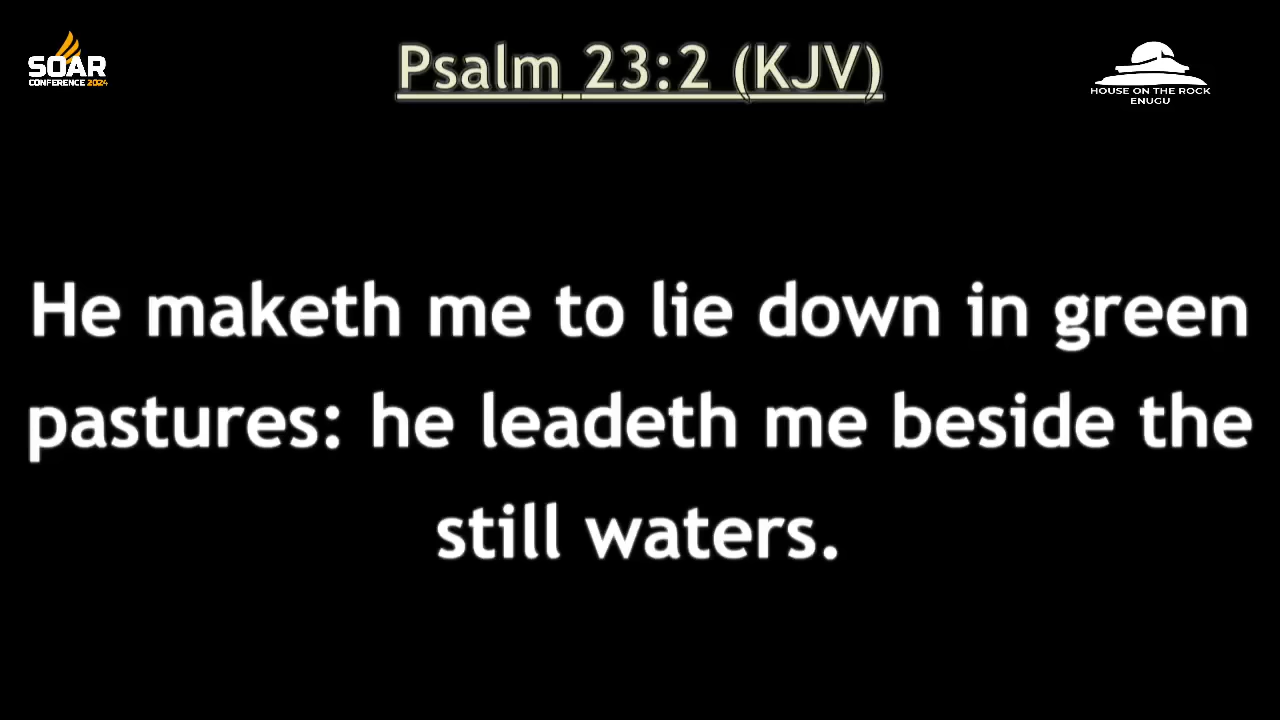 SOAR
CONFERENCE 2024
Psalm 23:2 (KJV)
HOUSE ON THE ROCK
ENUGU
He maketh me to lie down in green
pastures: he leadeth me beside the
still waters.